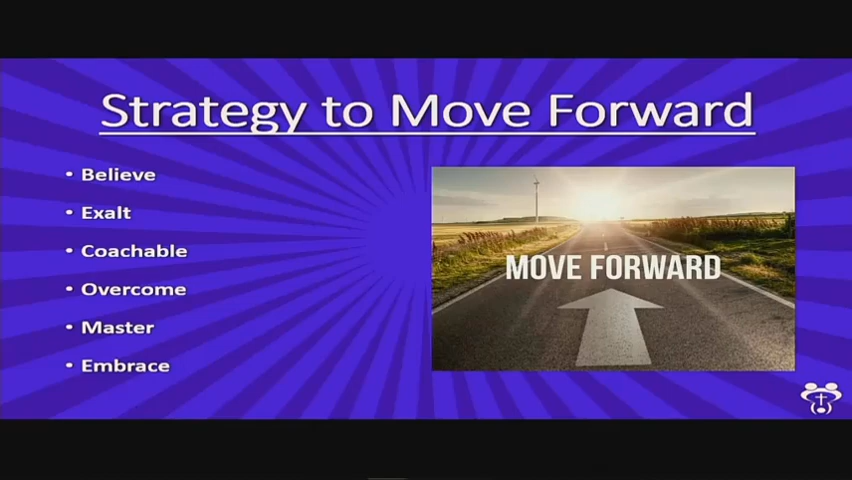 Strategy to Move Forward
• Believe
• Exalt
• Coachable
• Overcome
• Master
• Embrace
MOVE FORWARD